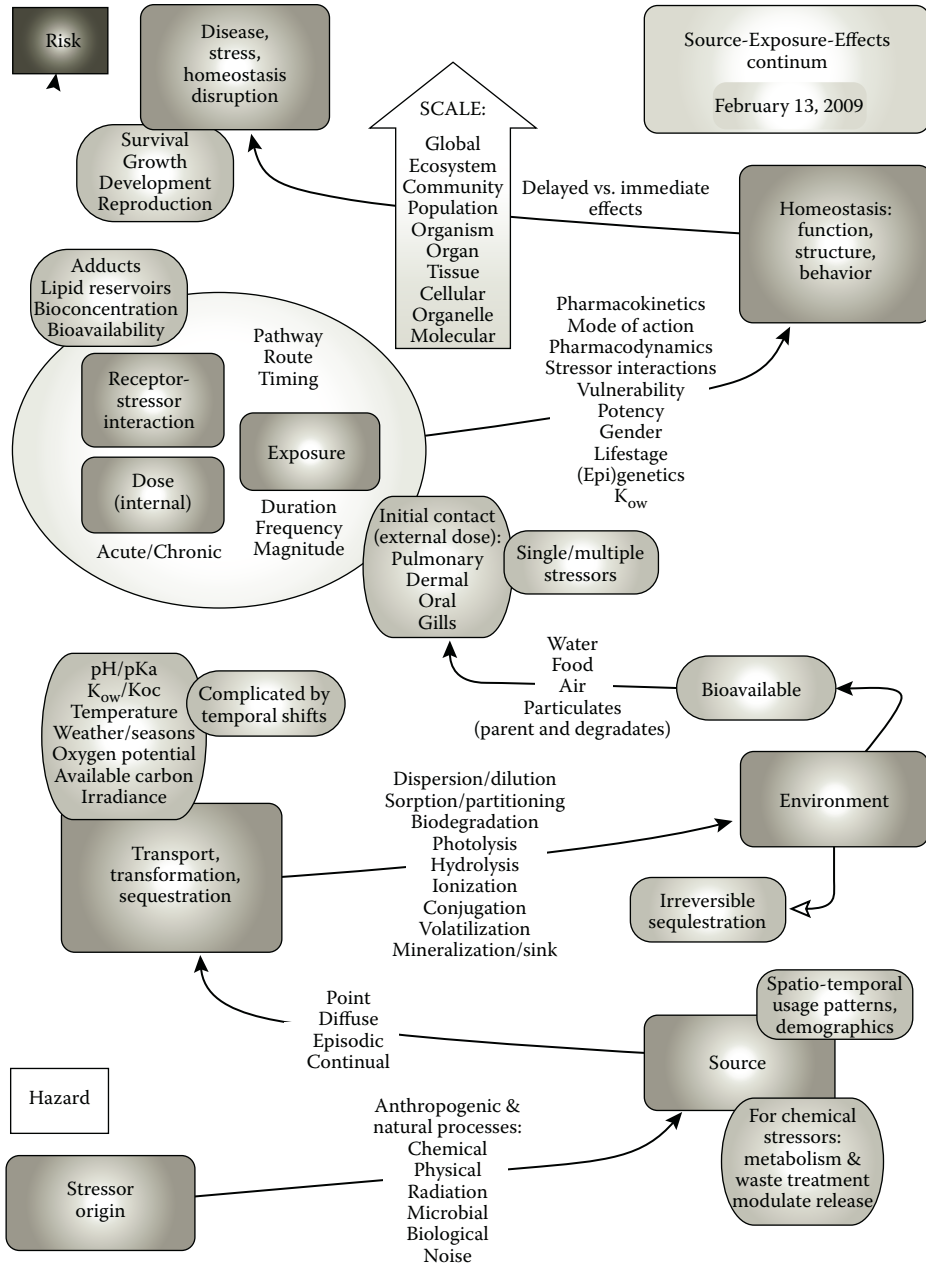 Risk
Disease,
stress,
homeostasis
disruption
Survival
Growth
Development
Reproduction
SCALE:
Global
Ecosystem
Community
Population
Organism
Organ
Tissue
Cellular
Organelle
Molecular
Source-Exposure-Effects
continum
February 13, 2009
Delayed vs. immediate
effects
Homeostasis:
function,
structure,
behavior
Adducts
Lipid reservoirs
Bioconcentration
Bioavailability
Pathway
Route
Timing
Receptor-
stressor
interaction
Exposure
Dose
(internal)
Acute/Chronic
Duration
Frequency
Magnitude
Pharmacokinetics
Mode of action
Pharmacodynamics
Stressor interactions
Vulnerability
Potency
Gender
Lifestage
(Epi)genetics
Kow
Initial contact
(external dose):
Pulmonary
Dermal
Oral
Gills
Single/multiple
stressors
Water
Food
Air
Particulates
(parent and degradates)
Bioavailable
pH/pKa
Kow/Koc
Temperature
Weather/seasons
Oxygen potential
Available carbon
Irradiance
Complicated by
temporal shifts
Transport,
transformation,
sequestration
Dispersion/dilution
Sorption/partitioning
Biodegradation
Photolysis
Hydrolysis
Ionization
Conjugation
Volatilization
Mineralization/sink
Environment
Irreversible
sequlestration
Point
Diffuse
Episodic
Continual
Spatio-temporal
usage patterns,
demographics
Source
For chemical
stressors:
metabolism &
waste treatment
modulate release
Hazard
Stressor
origin
Anthropogenic &
natural processes:
Chemical
Physical
Radiation
Microbial
Biological
Noise